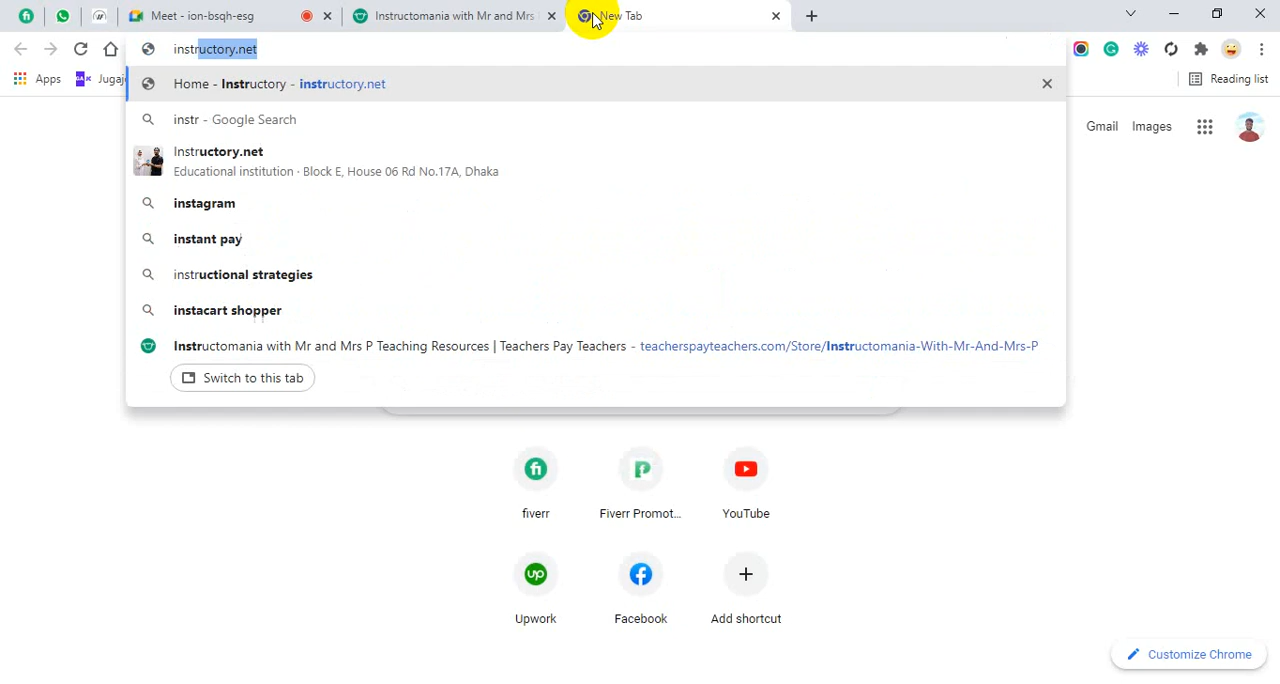 Meet - ion-bsqh-esg
Instructomania with Mr and Mrs
New Tab
instructory.net
Apps
Jugaj
Reading list
Home - Instructory - instructory.net
instr - Google Search
Instructory.net
Educational institution · Block E, House 06 Rd No.17A, Dhaka
instagram
instant pay
instructional strategies
instacart shopper
Instructomania with Mr and Mrs P Teaching Resources | Teachers Pay Teachers - teacherspayteachers.com/Store/Instructomania-With-Mr-And-Mrs-P
Switch to this tab
Gmail Images
fiverr
Fiverr Promot...
YouTube
Upwork
Facebook
Add shortcut
Customize Chrome